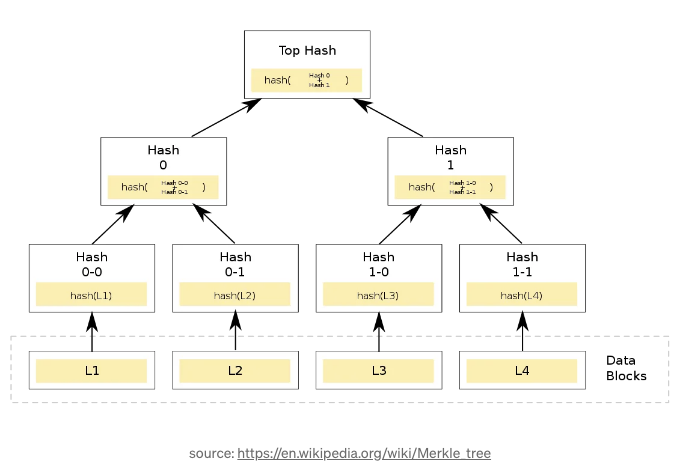 Top Hash
hash( Hash 0 + Hash 1 )
Hash
0
hash( Hash 0-0 + Hash 0-1 )
Hash
1
hash( Hash 1-0 + Hash 1-1 )
Hash
0-0
hash(L1)
Hash
0-1
hash(L2)
Hash
1-0
hash(L3)
Hash
1-1
hash(L4)
L1
L2
L3
L4
Data
Blocks
source: https://en.wikipedia.org/wiki/Merkle_tree